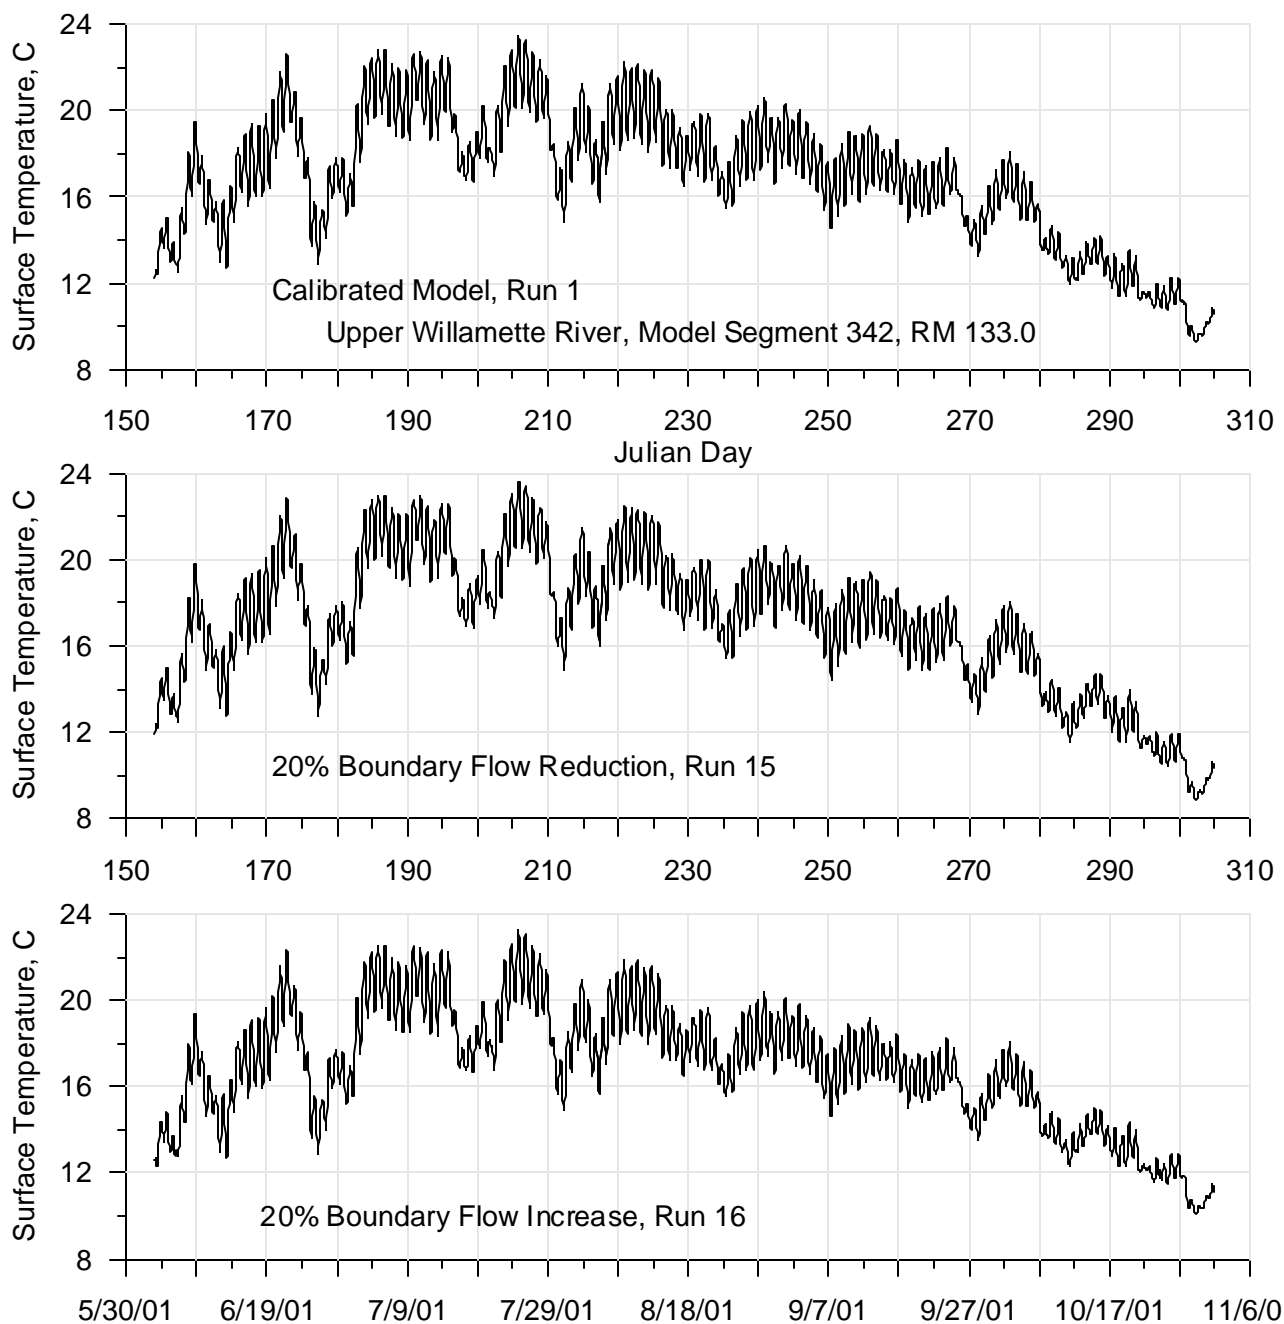 Surface Temperature, C
24
20
16
12
8
Calibrated Model, Run 1
Upper Willamette River, Model Segment 342, RM 133.0
150 170 190 210 230 250 270 290 310
Julian Day
Surface Temperature, C
24
20
16
12
8
20% Boundary Flow Reduction, Run 15
150 170 190 210 230 250 270 290 310
Surface Temperature, C
24
20
16
12
8
20% Boundary Flow Increase, Run 16
5/30/01 6/19/01 7/9/01 7/29/01 8/18/01 9/7/01 9/27/01 10/17/01 11/6/0